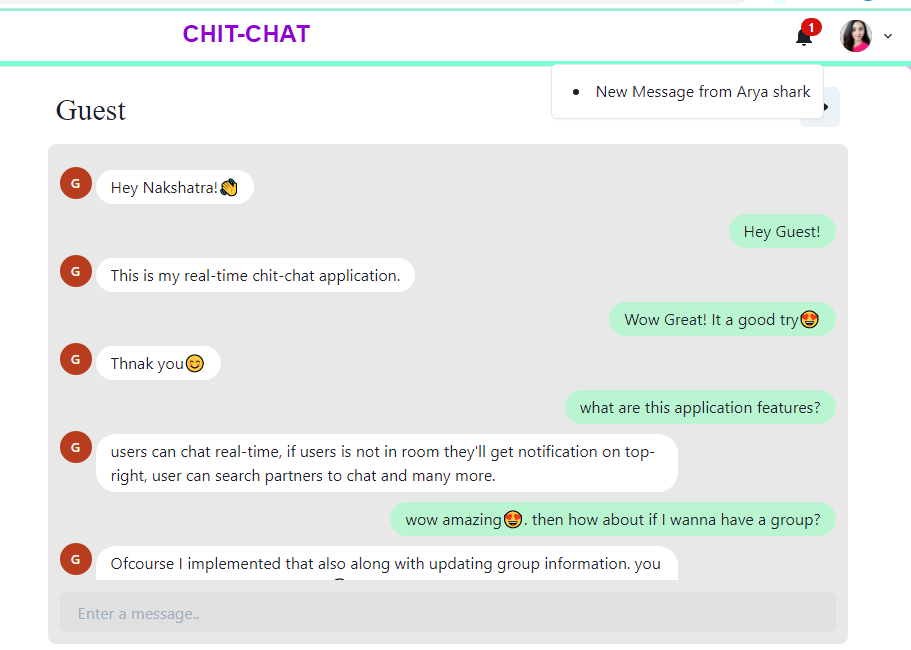 CHIT-CHAT
1
New Message from Arya shark
Guest
G
Hey Nakshatra!👏
Hey Guest!
G
This is my real-time chit-chat application.
Wow Great! It a good try😍
G
Thnak you😊
what are this application features?
G
users can chat real-time, if users is not in room they'll get notification on top-
right, user can search partners to chat and many more.
wow amazing😍. then how about if I wanna have a group?
G
Ofcourse I implemented that also along with updating group information. you
Enter a message..